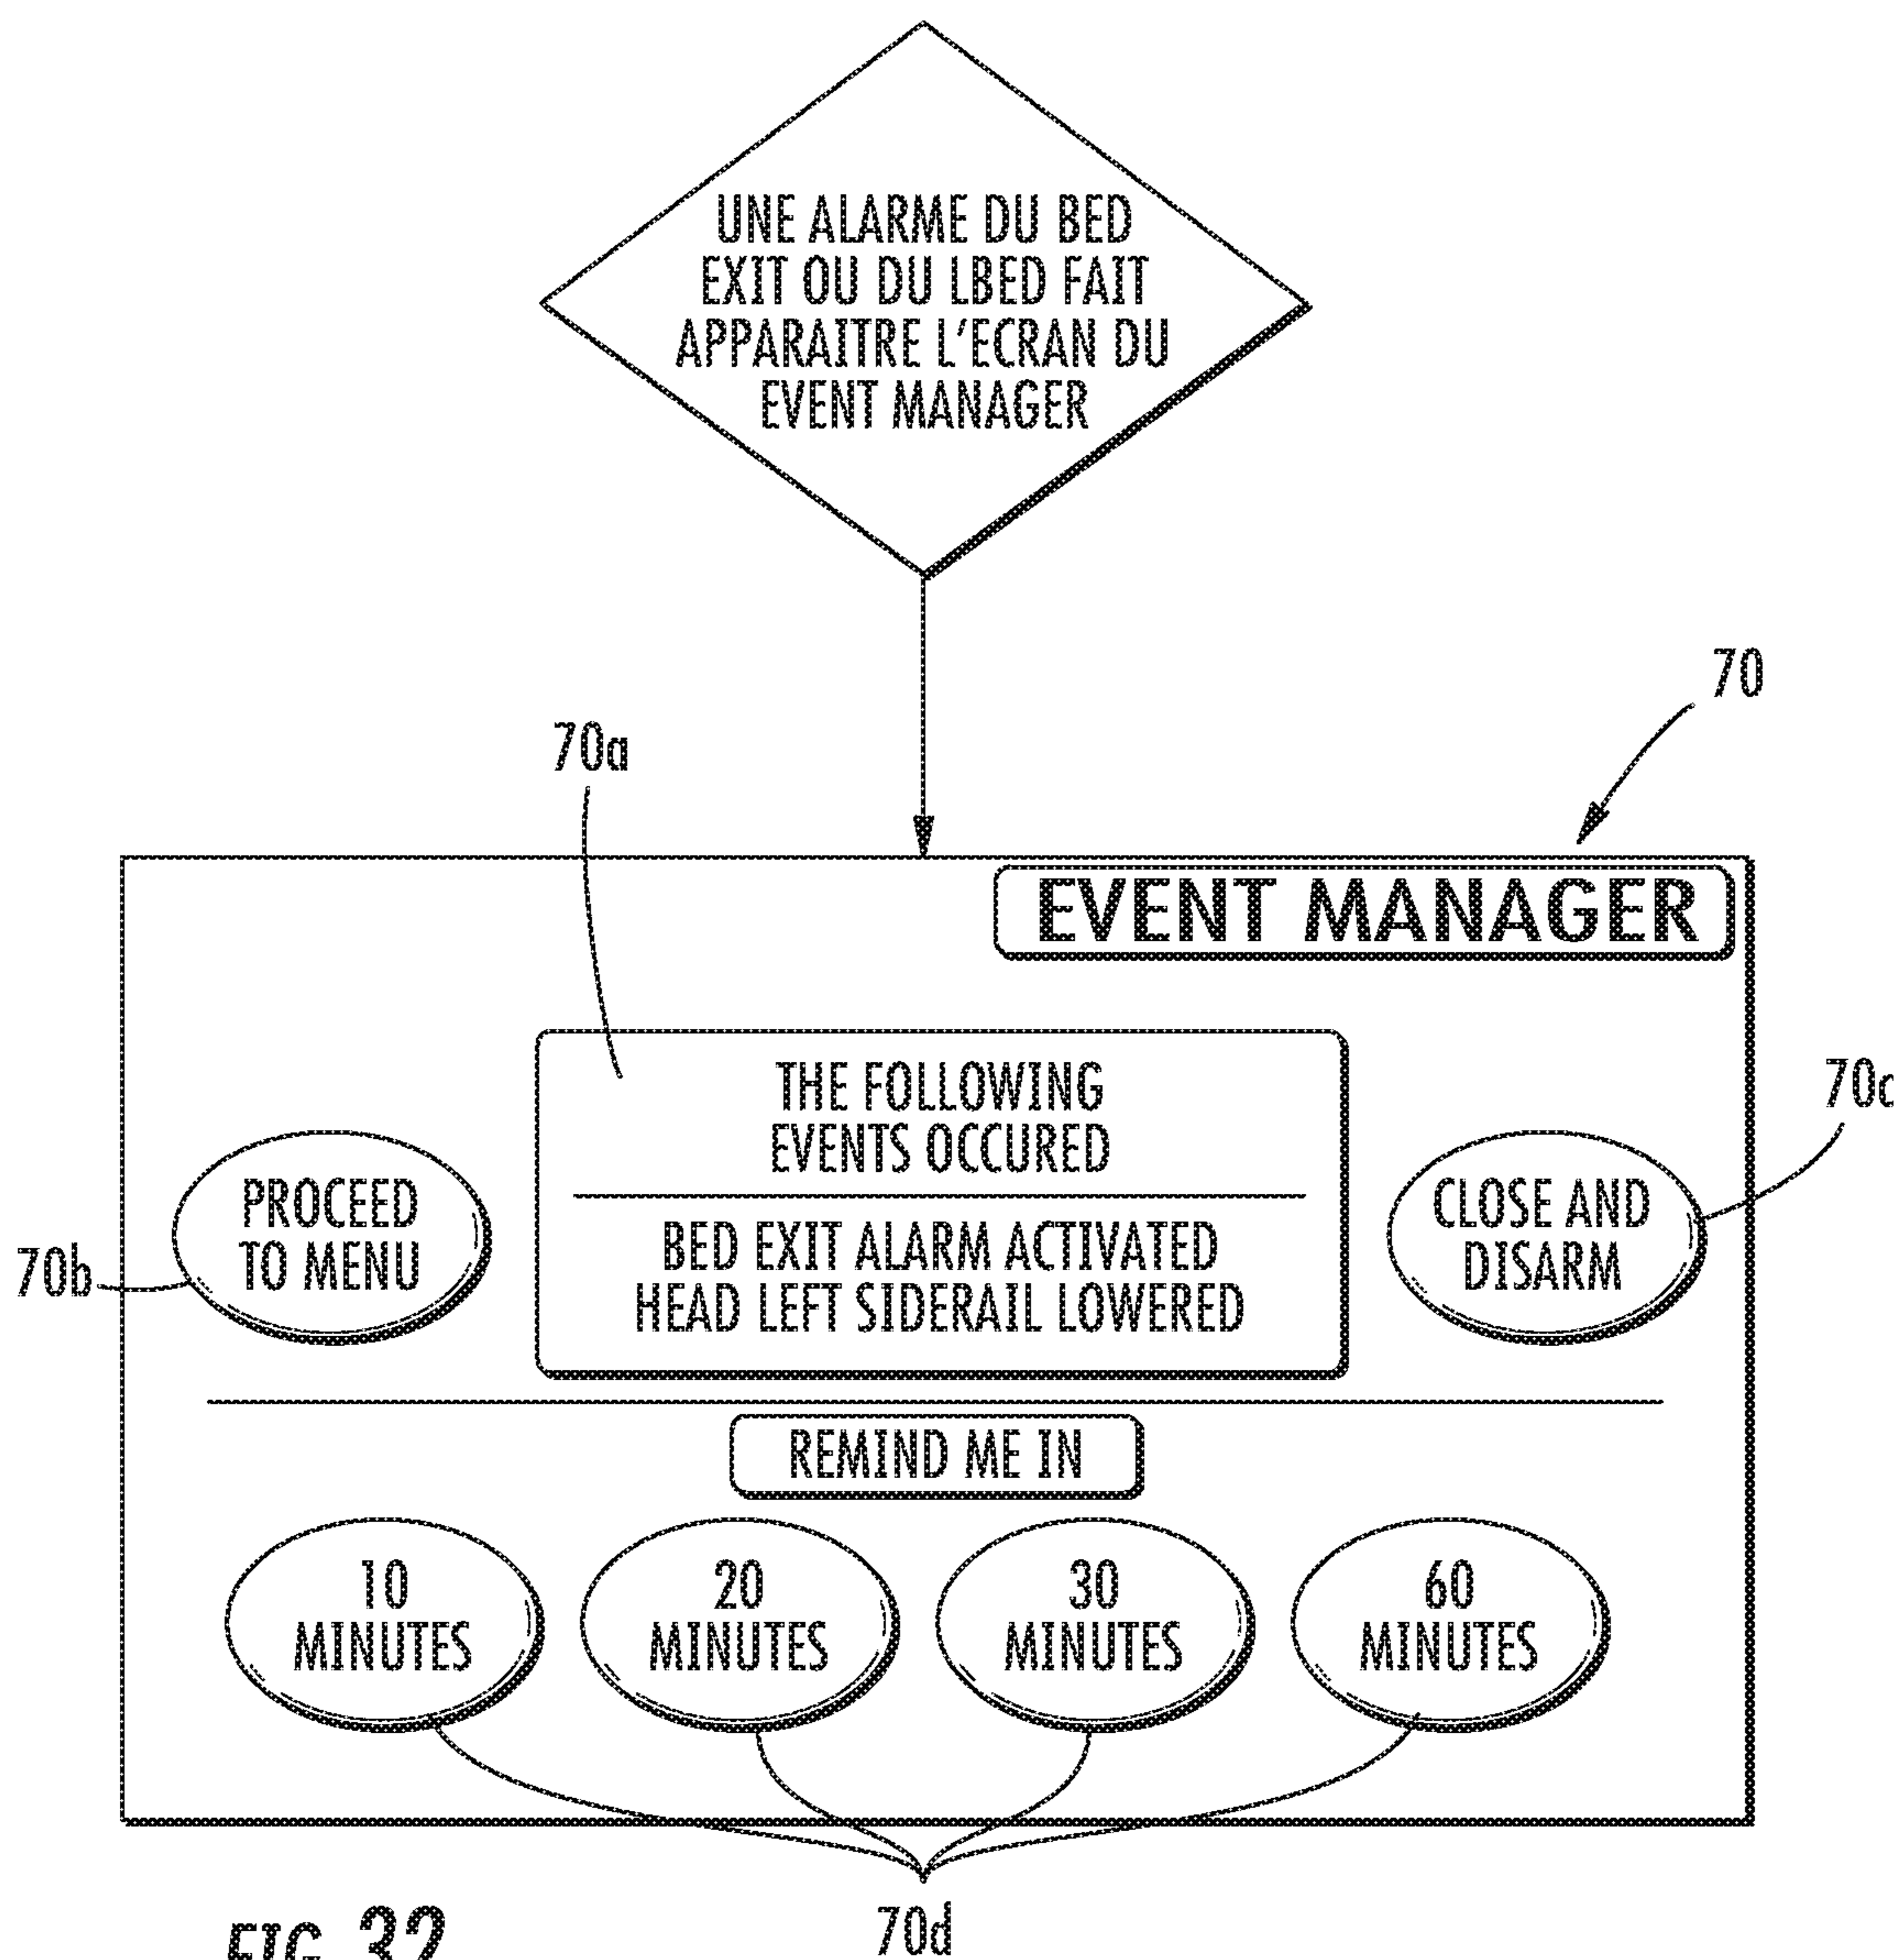 UNE ALARME DU BED
EXIT OU DU LBED FAIT
APPARAITRE L'ECRAN DU
EVENT MANAGER
70
70a
EVENT MANAGER
THE FOLLOWING
EVENTS OCCURED
70c
PROCEED
TO MENU
CLOSE AND
DISARM
BED EXIT ALARM ACTIVATED
HEAD LEFT SIDERAIL LOWERED
70b
REMIND ME IN
10
MINUTES
20
MINUTES
30
MINUTES
60
MINUTES
70d
FIG. 32